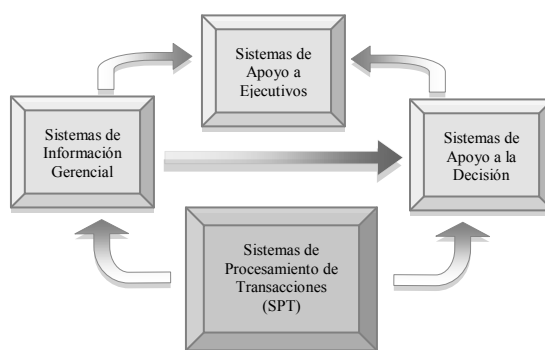 Sistemas de
Apoyo a
Ejecutivos
Sistemas de
Información
Gerencial
Sistemas de
Apoyo a la
Decisión
Sistemas de
Procesamiento de
Transacciones
(SPT)